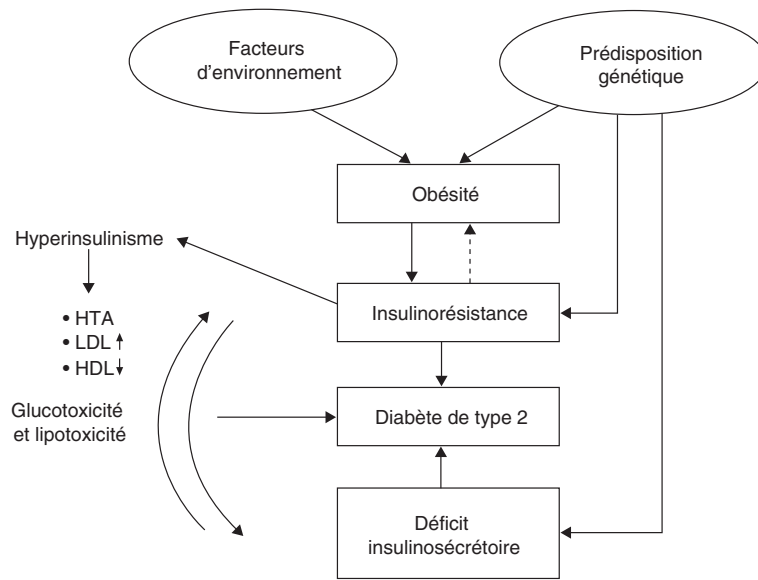 Facteurs
d'environnement
Prédisposition
génétique
Obésité
Hyperinsulinisme
Insulinorésistance
• HTA
• LDL ↑
• HDL ↓
Glucotoxicité
et lipotoxicité
Diabète de type 2
Déficit
insulinosécrétoire